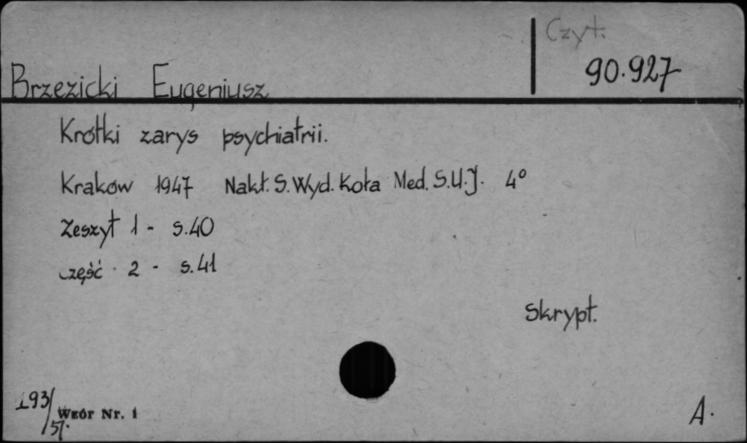 Czyt.
90.927
Brzezicki Eugeniusz
Krótki zarys psychiatrii.
Kraków 1947 Nakł. S. Wyd. Koła Med. S.U.J. 4°
Zeszyt 1 - s.40
część 2 - s.41
Skrypt.
193/57.
Wzór Nr. 1
A.